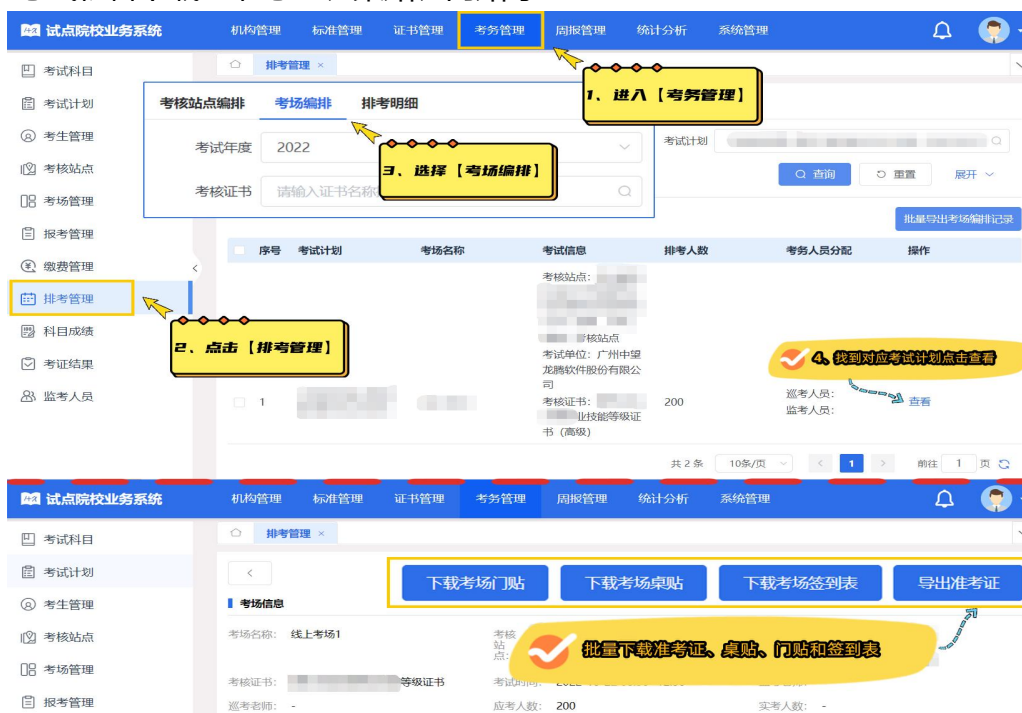 试点院校业务系统 机构管理 标准管理 证书管理 考务管理 周报管理 统计分析 系统管理
考试科目
考试计划
考生管理
考核站点
考场管理
报考管理
缴费管理
排考管理
科目成绩
考证结果
监考人员
排考管理 ×
1、进入【考务管理】
考核站点编排 考场编排 排考明细
考试年度 2022
考核证书 请输入证书名称
3、选择【考场编排】
考试计划
查询 重置 展开
批量导出考场编排记录
序号 考试计划 考场名称 考试信息 排考人数 考务人员分配 操作
2、点击【排考管理】
1
考核站点：
考核站点
考试单位：广州中望
龙腾软件股份有限公
司
考核证书：
业技能等级证
书（高级）
200
巡考人员：
监考人员：
查看
4、找到对应考试计划点击查看
共 2 条 10条/页 < 1 > 前往 1 页
试点院校业务系统 机构管理 标准管理 证书管理 考务管理 周报管理 统计分析 系统管理
考试科目
考试计划
考生管理
考核站点
考场管理
报考管理
排考管理 ×
<
下载考场门贴 下载考场桌贴 下载考场签到表 导出准考证
考场信息
考场名称： 线上考场1
考核站点：
批量下载准考证、桌贴、门贴和签到表
考核证书： 等级证书
考试时间：
巡考老师： -
应考人数： 200
实考人数： -